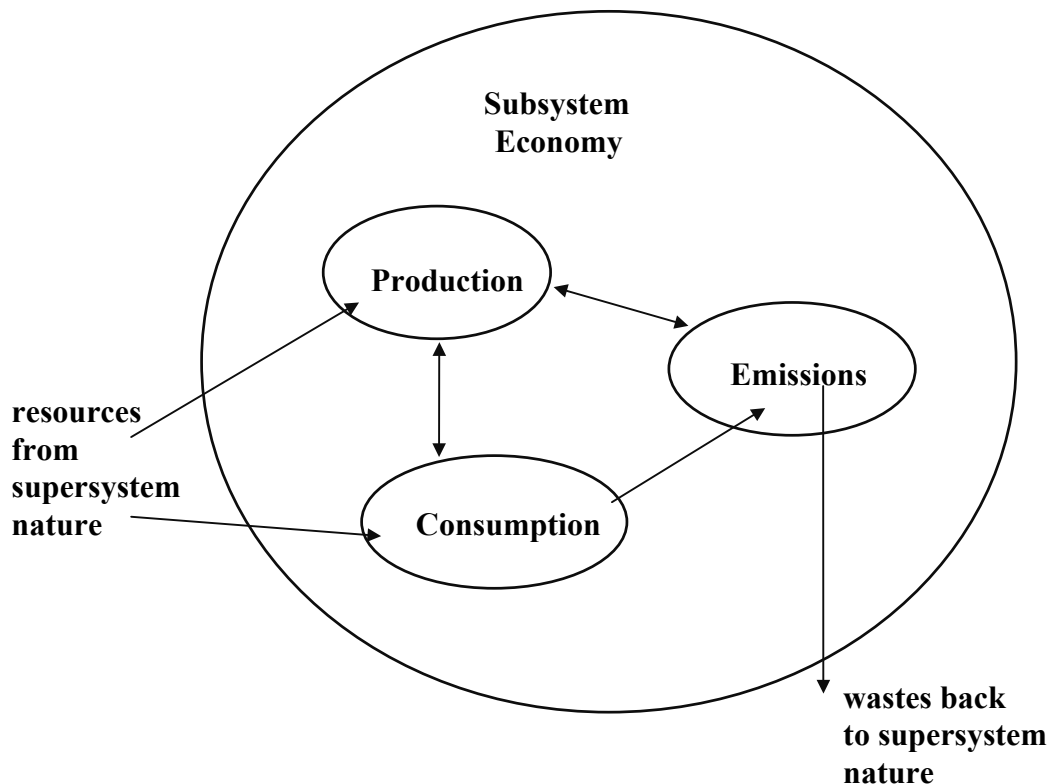 Subsystem
Economy
Production
Emissions
resources
from
supersystem
nature
Consumption
wastes back
to supersystem
nature